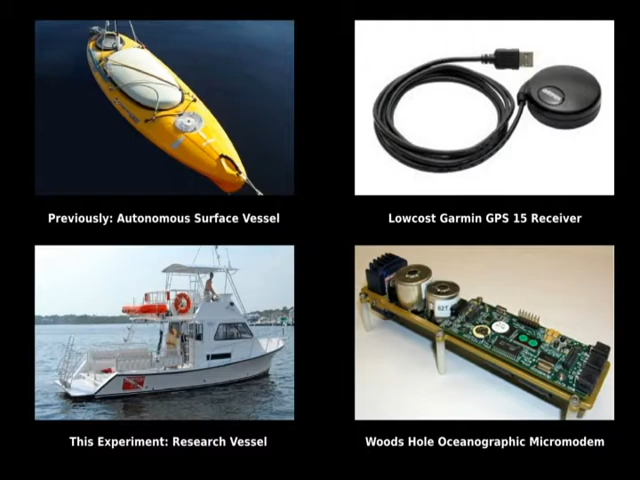 Previously: Autonomous Surface Vessel
Lowcost Garmin GPS 15 Receiver
This Experiment: Research Vessel
Woods Hole Oceanographic Micromodem